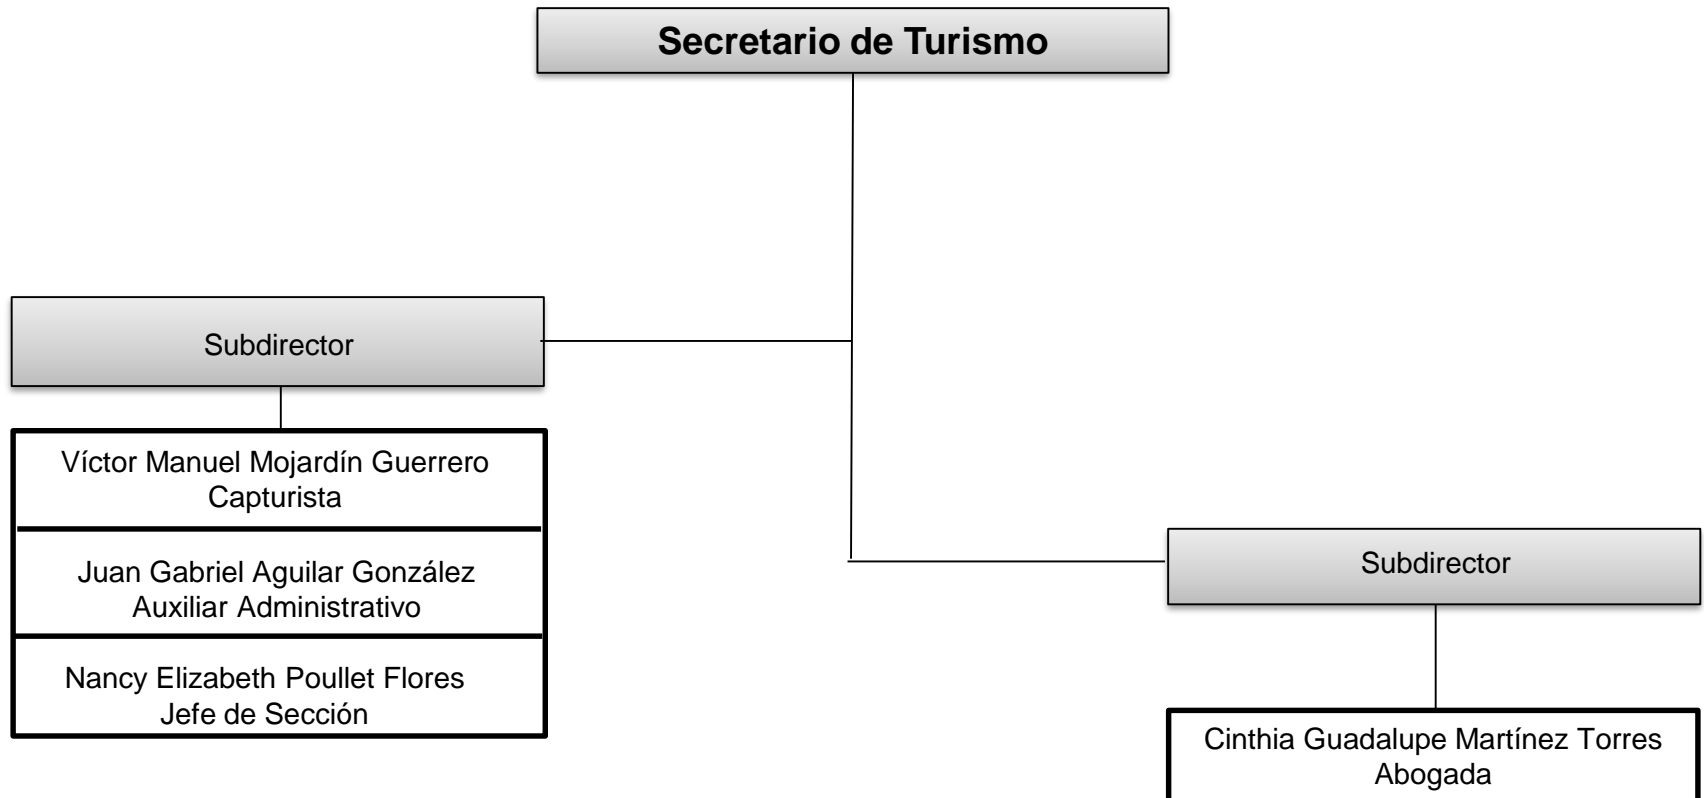 Secretario de Turismo
Subdirector
Víctor Manuel Mojardín Guerrero
Capturista
Juan Gabriel Aguilar González
Auxiliar Administrativo
Nancy Elizabeth Poullet Flores
Jefe de Sección
Subdirector
Cinthia Guadalupe Martínez Torres
Abogada